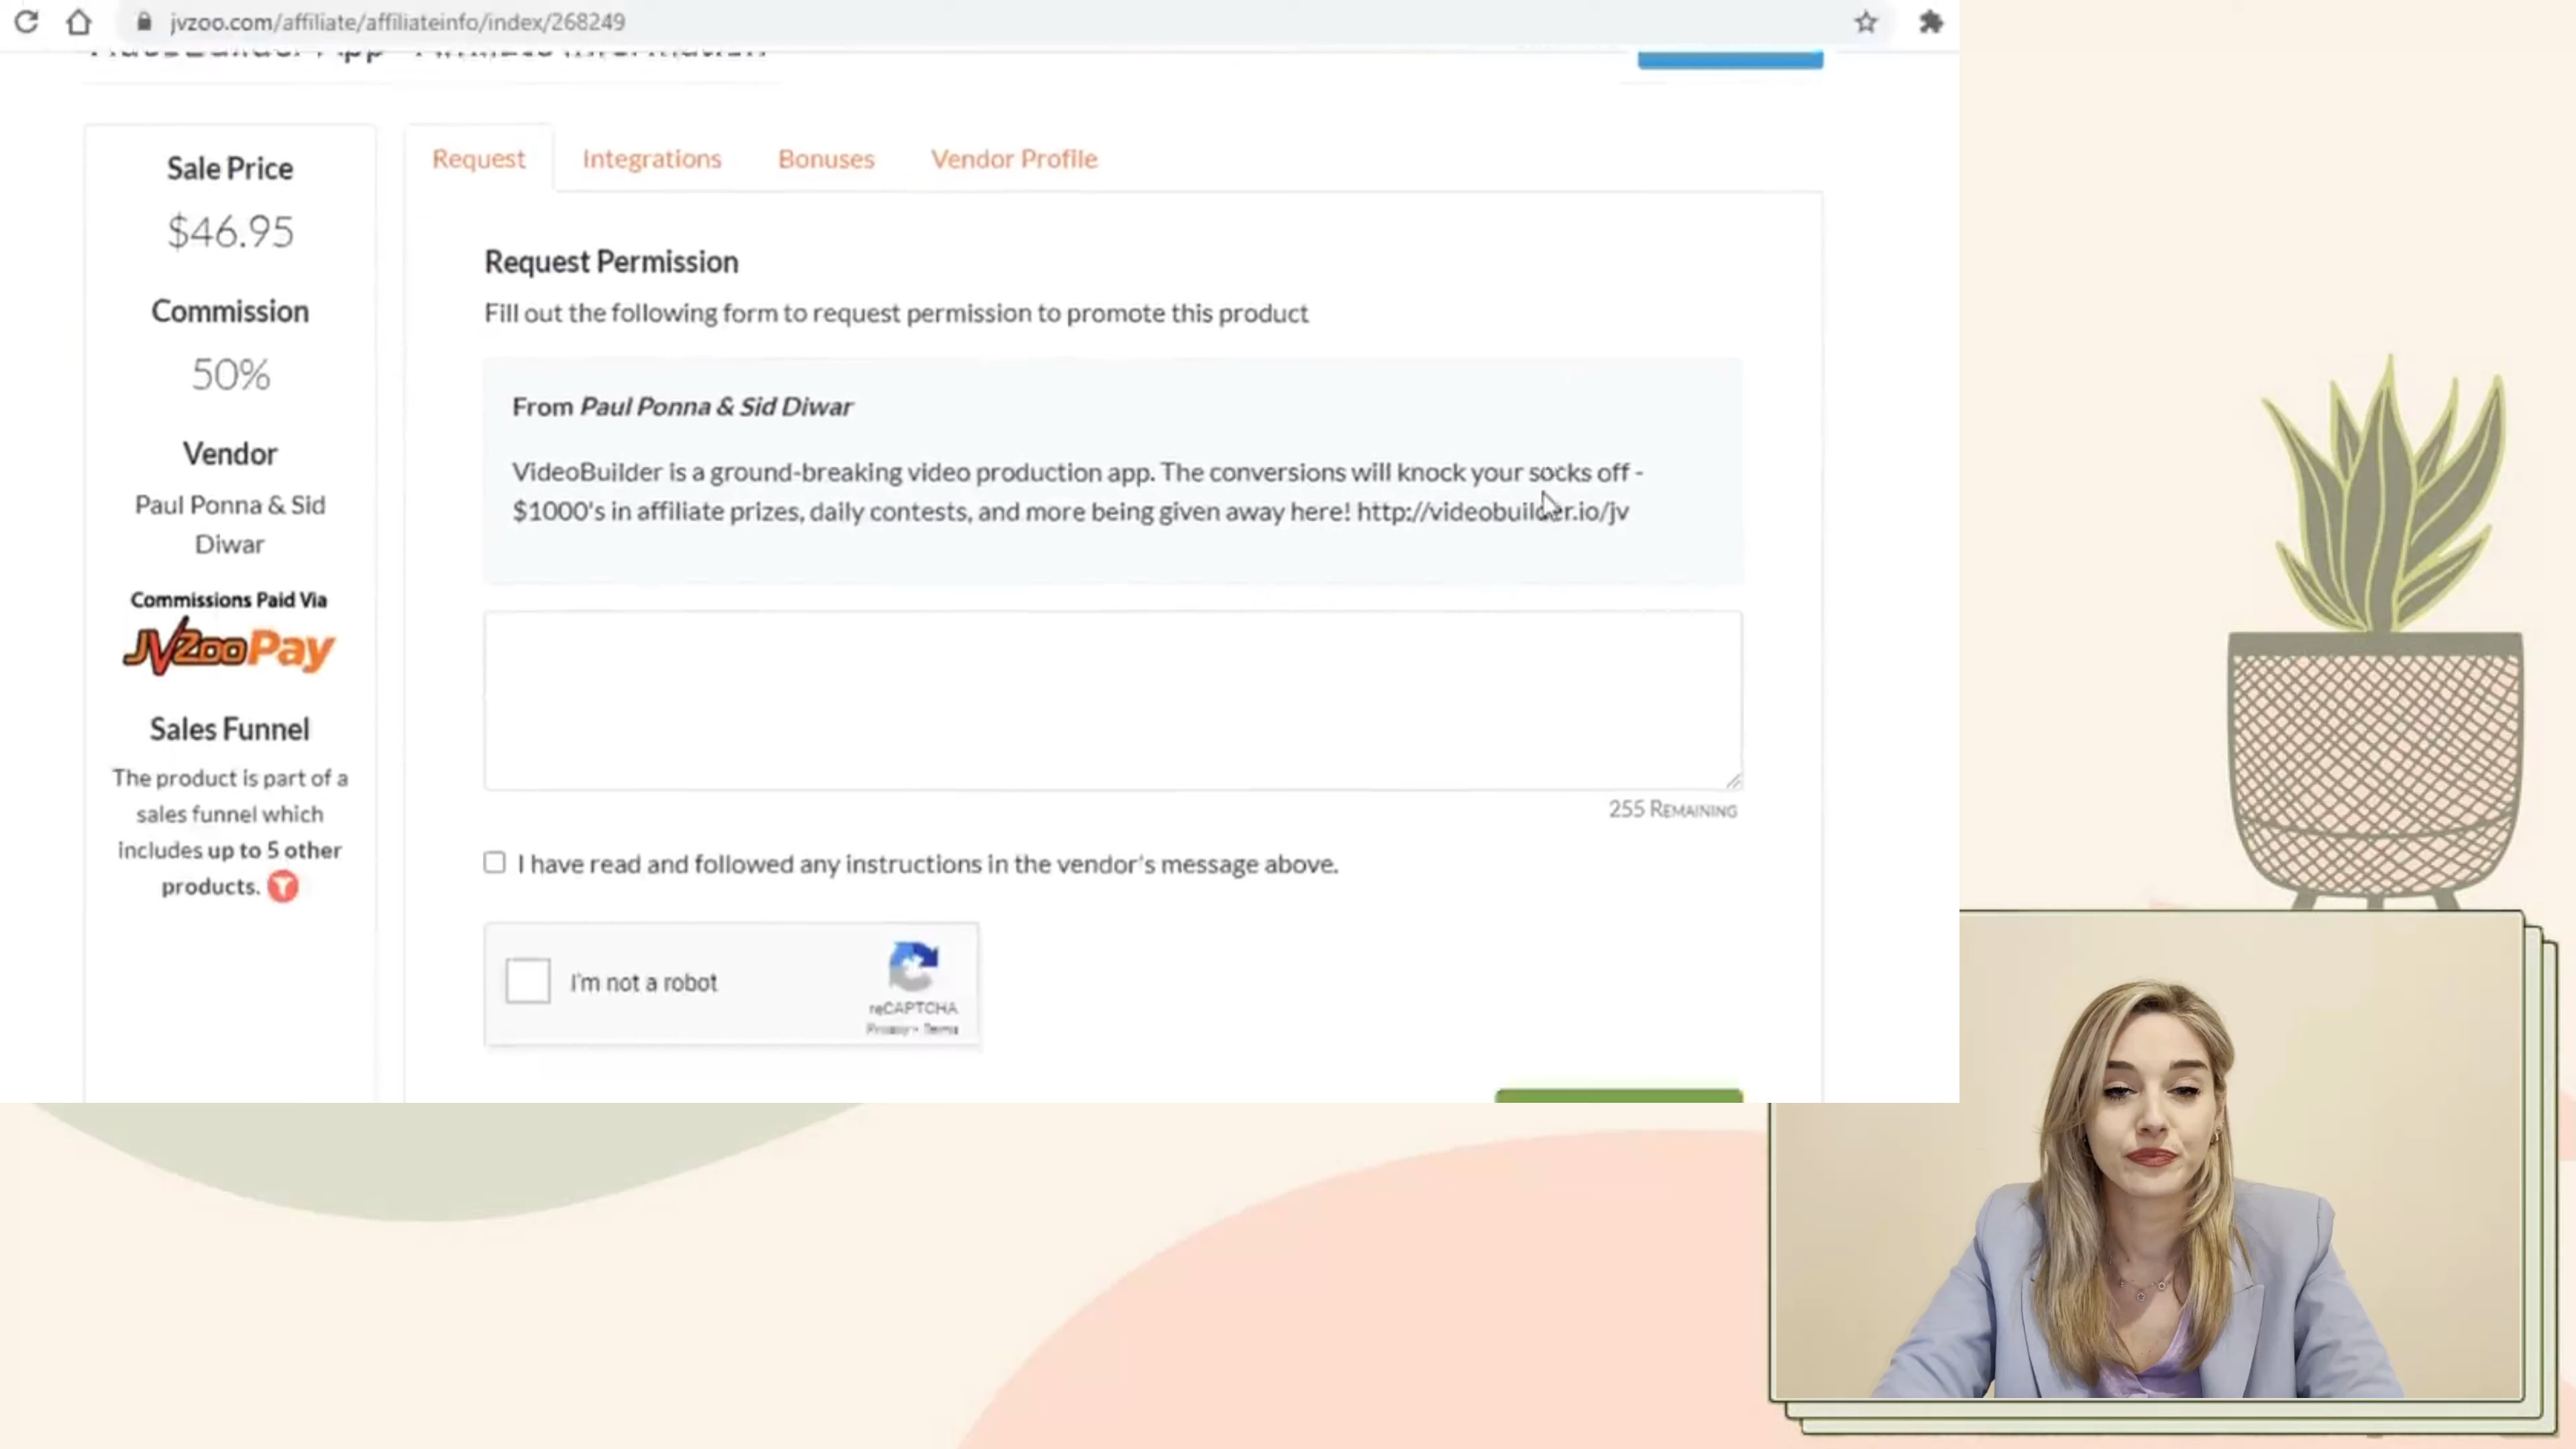 jvzoo.com/affiliate/affiliateinfo/index/268249
Sale Price
$46.95
Commission
50%
Vendor
Paul Ponna & Sid
Diwar
Commissions Paid Via
JVZoo Pay
Sales Funnel
The product is part of a
sales funnel which
includes up to 5 other
products.
Request Integrations Bonuses Vendor Profile
Request Permission
Fill out the following form to request permission to promote this product
From Paul Ponna & Sid Diwar
VideoBuilder is a ground-breaking video production app. The conversions will knock your socks off -
$1000's in affiliate prizes, daily contests, and more being given away here! http://videobuilder.io/jv
255 REMAINING
I have read and followed any instructions in the vendor's message above.
I'm not a robot
reCAPTCHA
Privacy - Terms